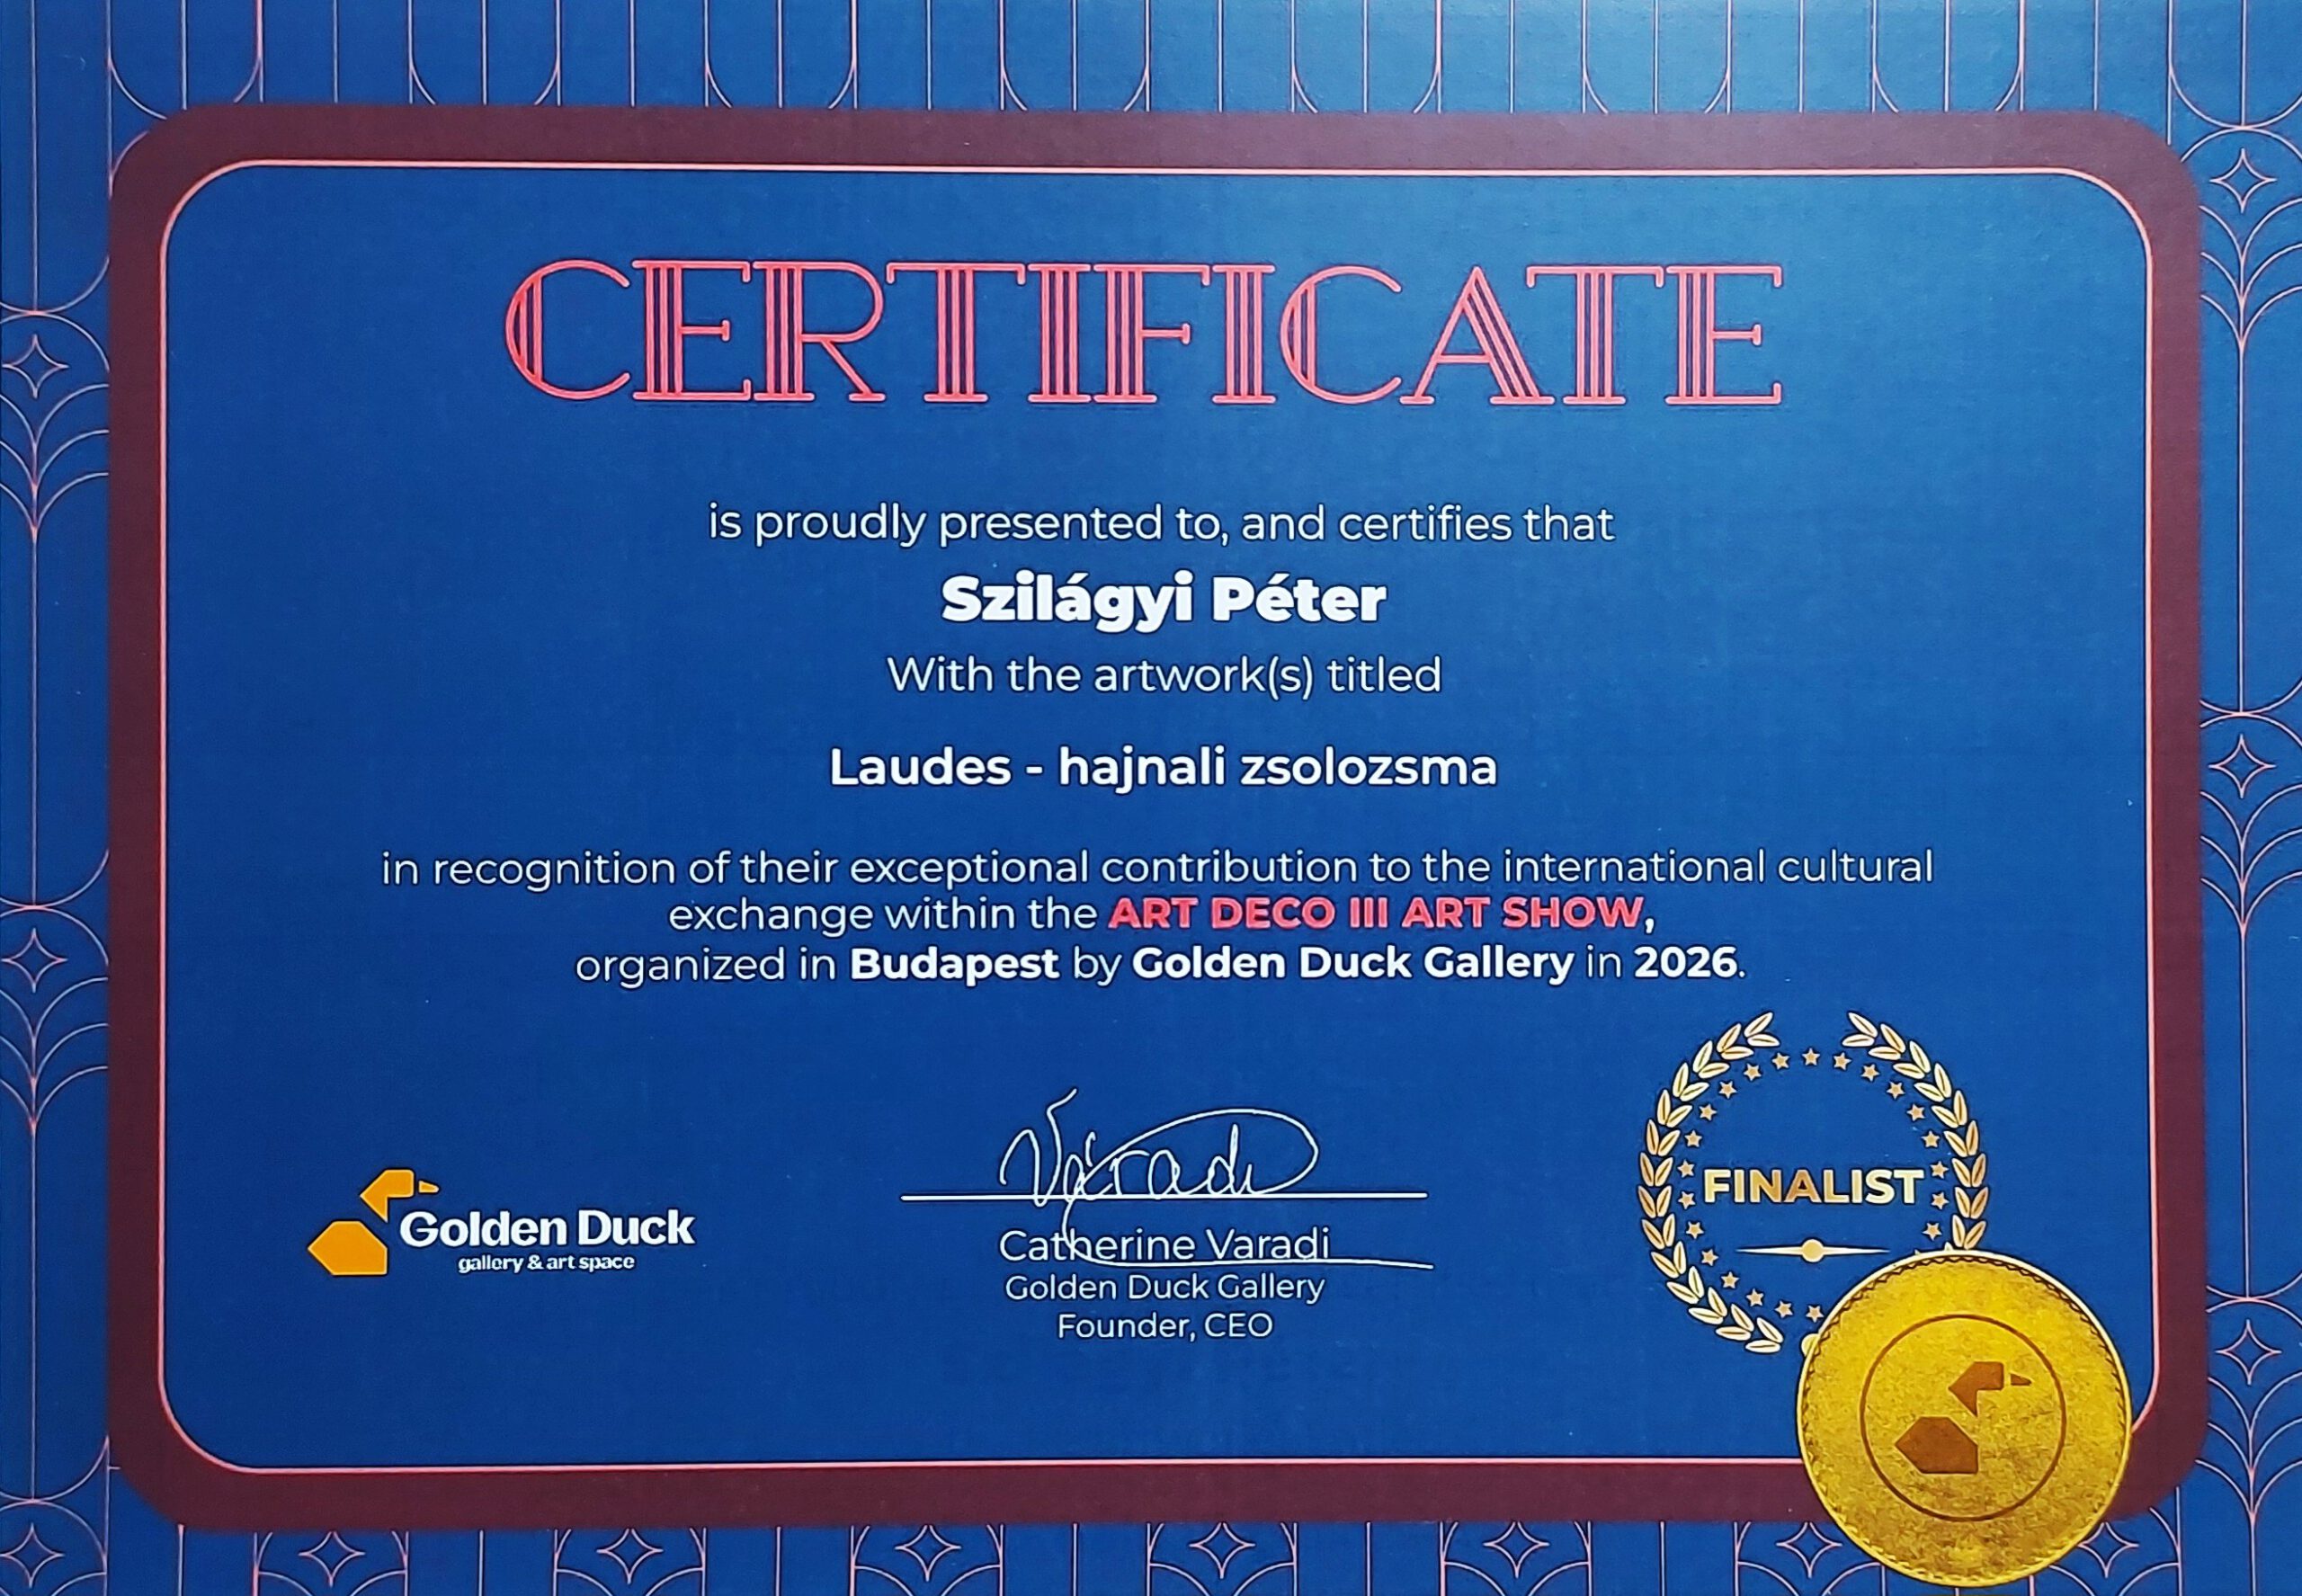 CERTIFICATE
is proudly presented to, and certifies that
Szilágyi Péter
With the artwork(s) titled
Laudes - hajnali zsolozsma
in recognition of their exceptional contribution to the international cultural
exchange within the ART DECO III ART SHOW,
organized in Budapest by Golden Duck Gallery in 2026.
Golden Duck
gallery & art space
Váradi
Catherine Varadi
Golden Duck Gallery
Founder, CEO
FINALIST